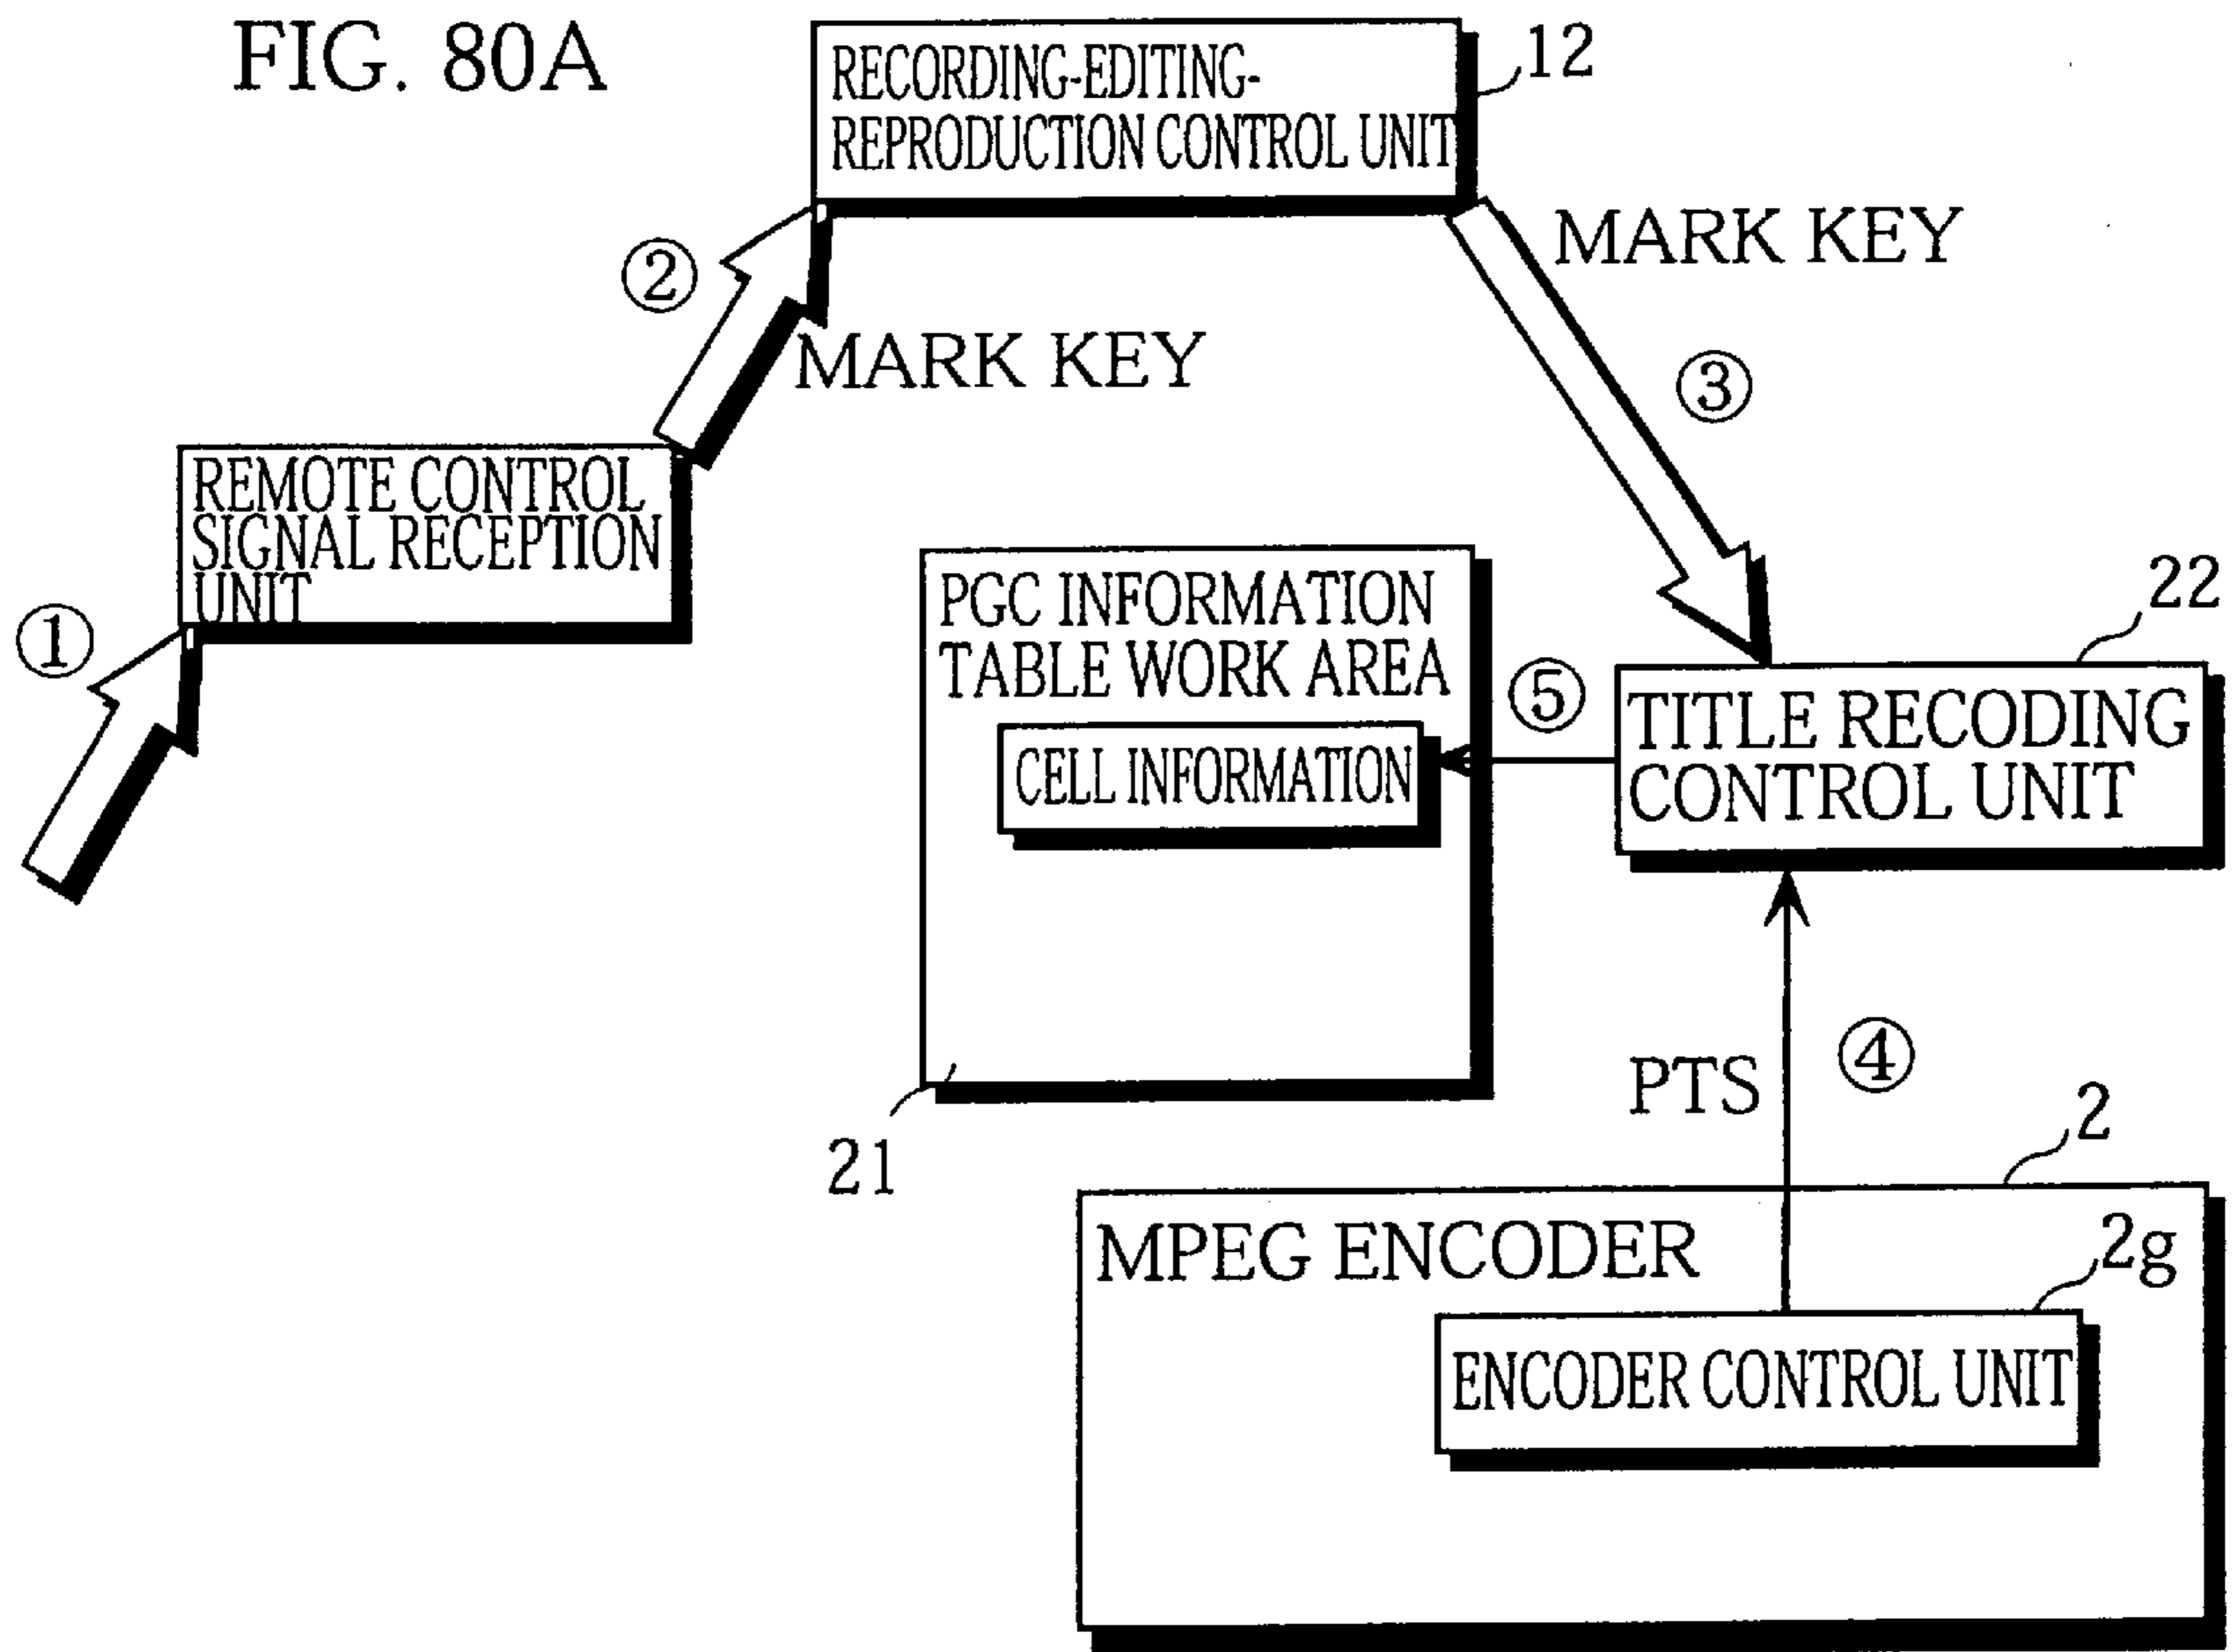 FIG. 80A
RECORDING-EDITING-
REPRODUCTION CONTROL UNIT
12
MARK KEY
②
MARK KEY
③
REMOTE CONTROL
SIGNAL RECEPTION
UNIT
①
PGC INFORMATION
TABLE WORK AREA
CELL INFORMATION
21
⑤
22
TITLE RECODING
CONTROL UNIT
PTS
④
2
MPEG ENCODER
2g
ENCODER CONTROL UNIT